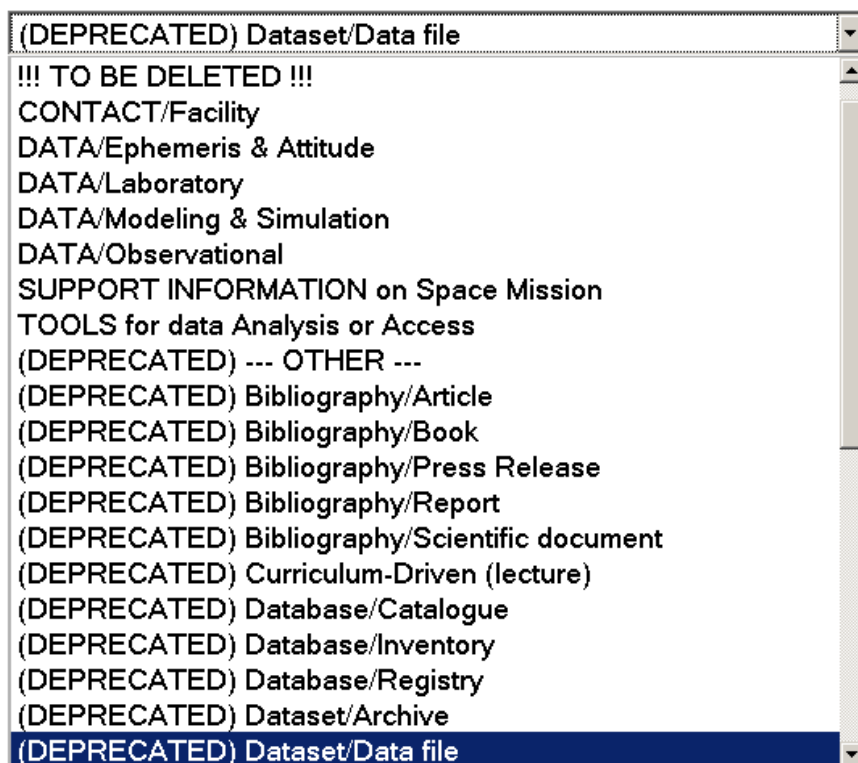 (DEPRECATED) Dataset/Data file
!!! TO BE DELETED !!!
CONTACT/Facility
DATA/Ephemeris & Attitude
DATA/Laboratory
DATA/Modeling & Simulation
DATA/Observational
SUPPORT INFORMATION on Space Mission
TOOLS for data Analysis or Access
(DEPRECATED) --- OTHER ---
(DEPRECATED) Bibliography/Article
(DEPRECATED) Bibliography/Book
(DEPRECATED) Bibliography/Press Release
(DEPRECATED) Bibliography/Report
(DEPRECATED) Bibliography/Scientific document
(DEPRECATED) Curriculum-Driven (lecture)
(DEPRECATED) Database/Catalogue
(DEPRECATED) Database/Inventory
(DEPRECATED) Database/Registry
(DEPRECATED) Dataset/Archive
(DEPRECATED) Dataset/Data file